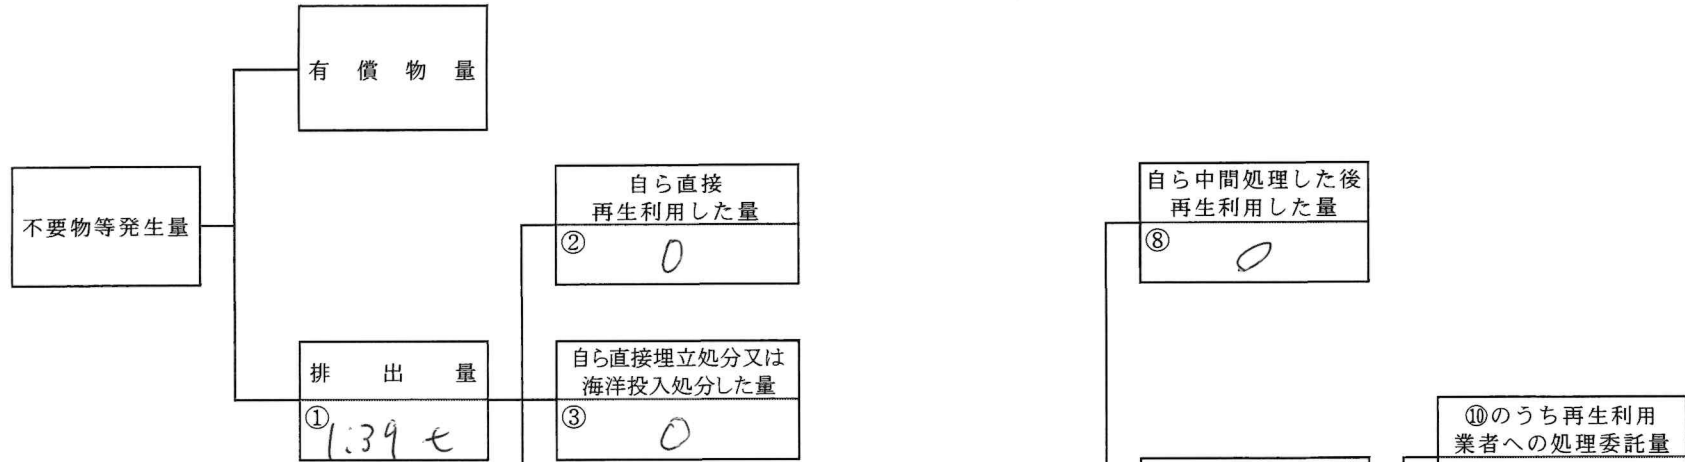 有償物量
不要物等発生量
自ら直接
再生利用した量
② 0
自ら中間処理した後
再生利用した量
⑧ 0
排出量
① 1.39 t
自ら直接埋立処分又は
海洋投入処分した量
③ 0
⑩のうち再生利用
業者への処理委託量